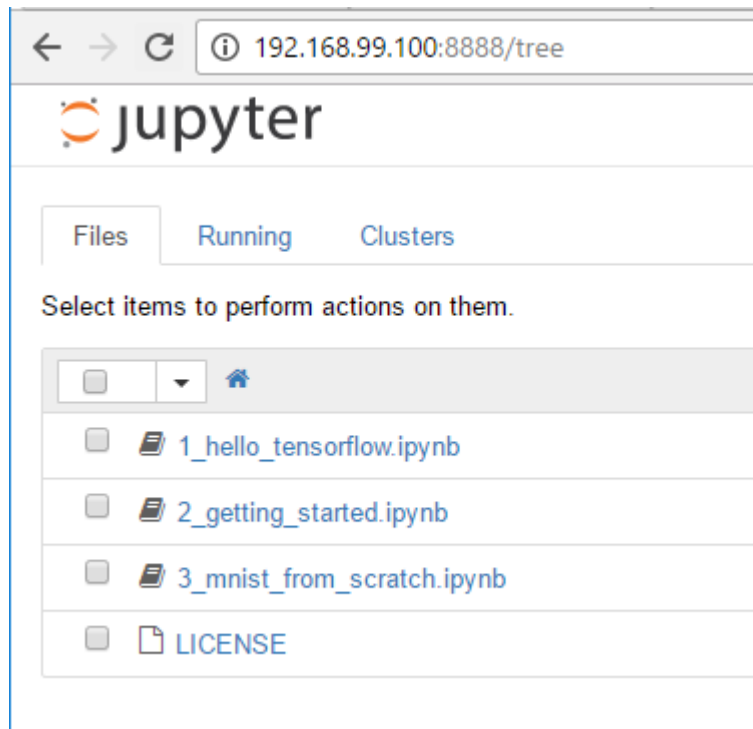 192.168.99.100:8888/tree
jupyter
Files Running Clusters
Select items to perform actions on them.
1_hello_tensorflow.ipynb
2_getting_started.ipynb
3_mnist_from_scratch.ipynb
LICENSE